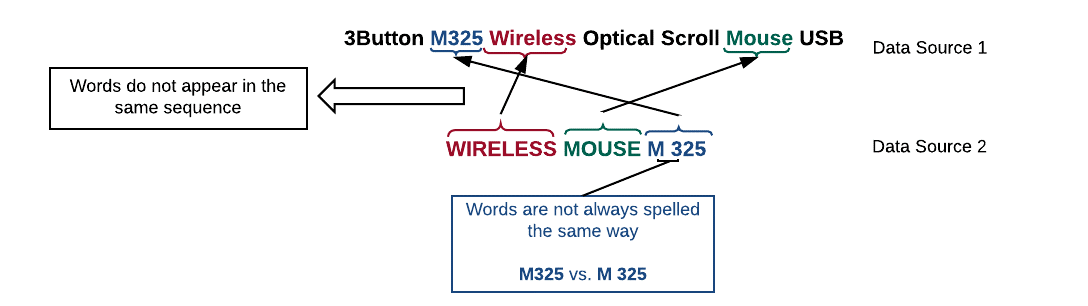 3Button M325 Wireless Optical Scroll Mouse USB
Data Source 1
Words do not appear in the
same sequence
WIRELESS MOUSE M 325
Data Source 2
Words are not always spelled
the same way
M325 vs. M 325